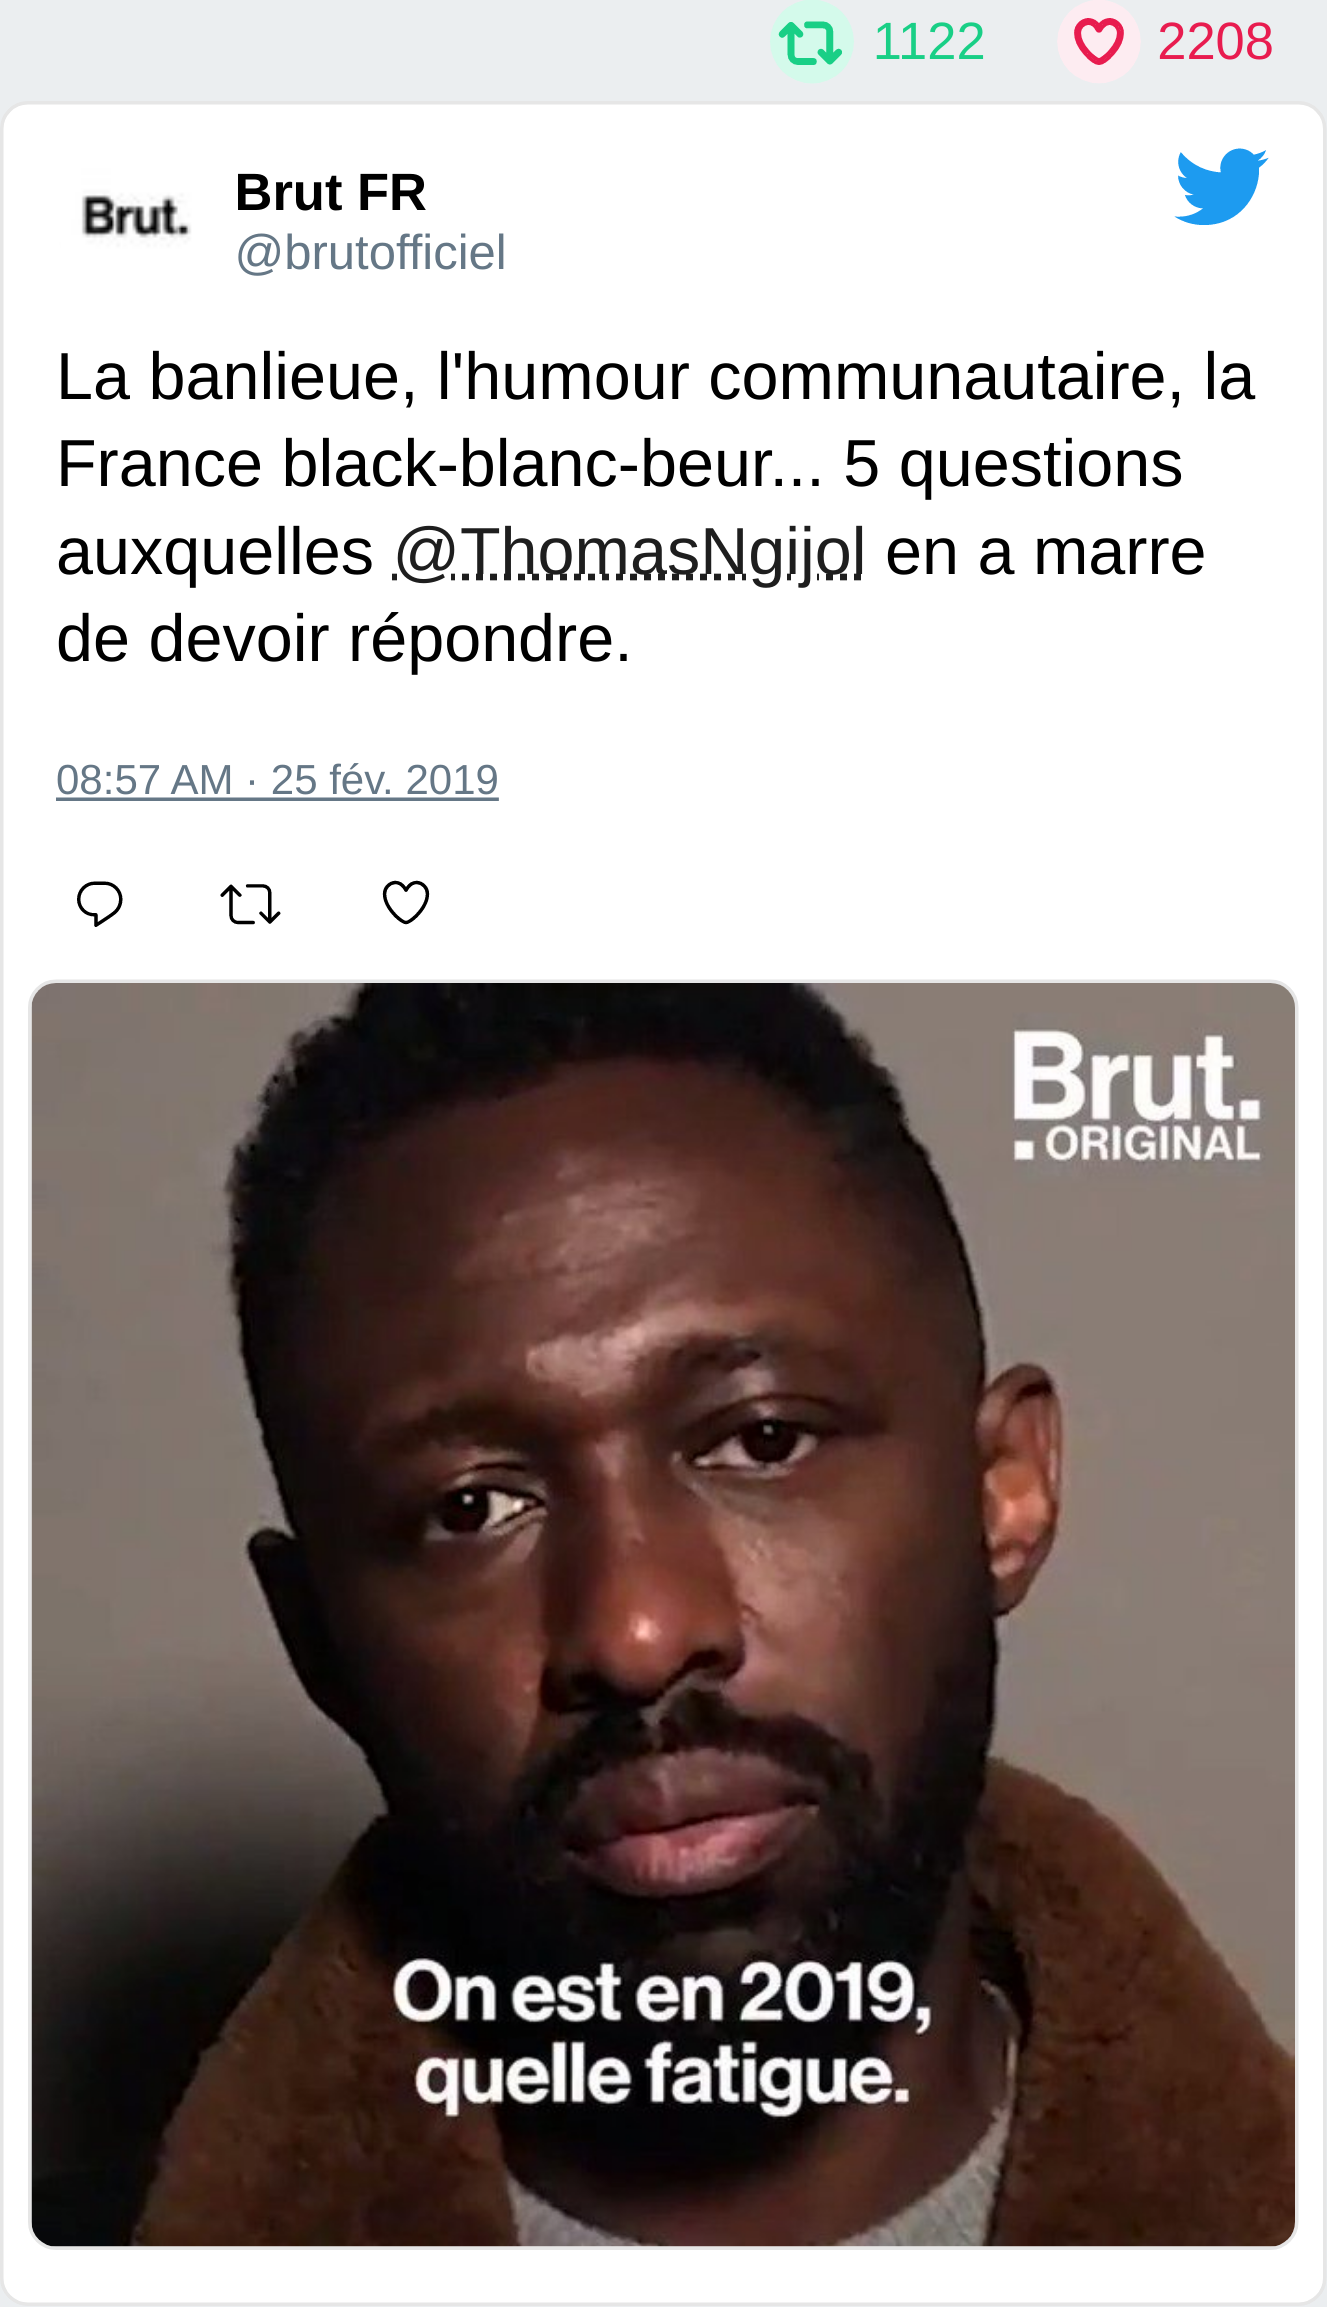 1122 2208
Brut.
Brut FR
@brutofficiel
La banlieue, l'humour communautaire, la
France black-blanc-beur... 5 questions
auxquelles @ThomasNgijol en a marre
de devoir répondre.
08:57 AM · 25 fév. 2019
Brut.
ORIGINAL
On est en 2019,
quelle fatigue.